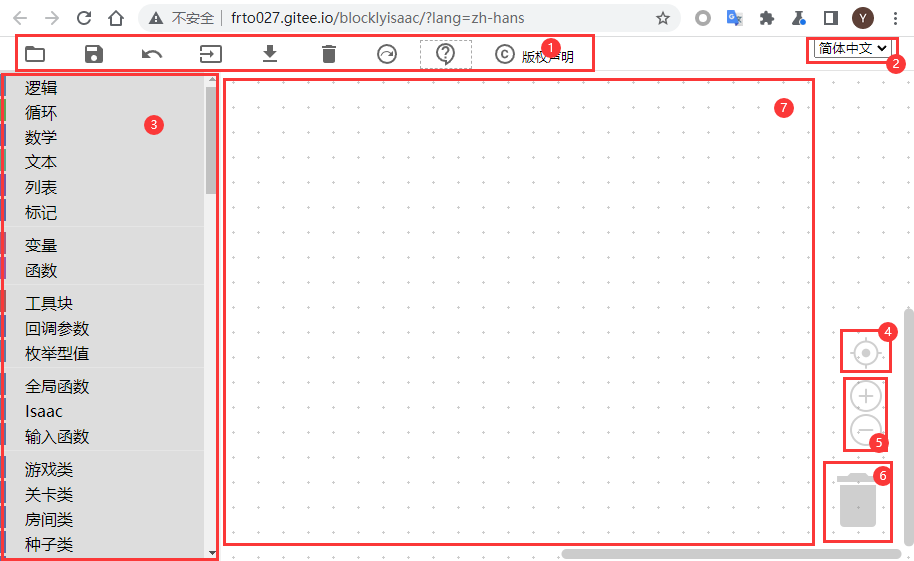 不安全 frto027.gitee.io/blocklyisaac/?lang=zh-hans Y
版权声明 1
简体中文 2
逻辑
循环 3
数学
文本
列表
标记
变量
函数
工具块
回调参数
枚举型值
全局函数
Isaac
输入函数
游戏类
关卡类
房间类
种子类
7
4
5
6